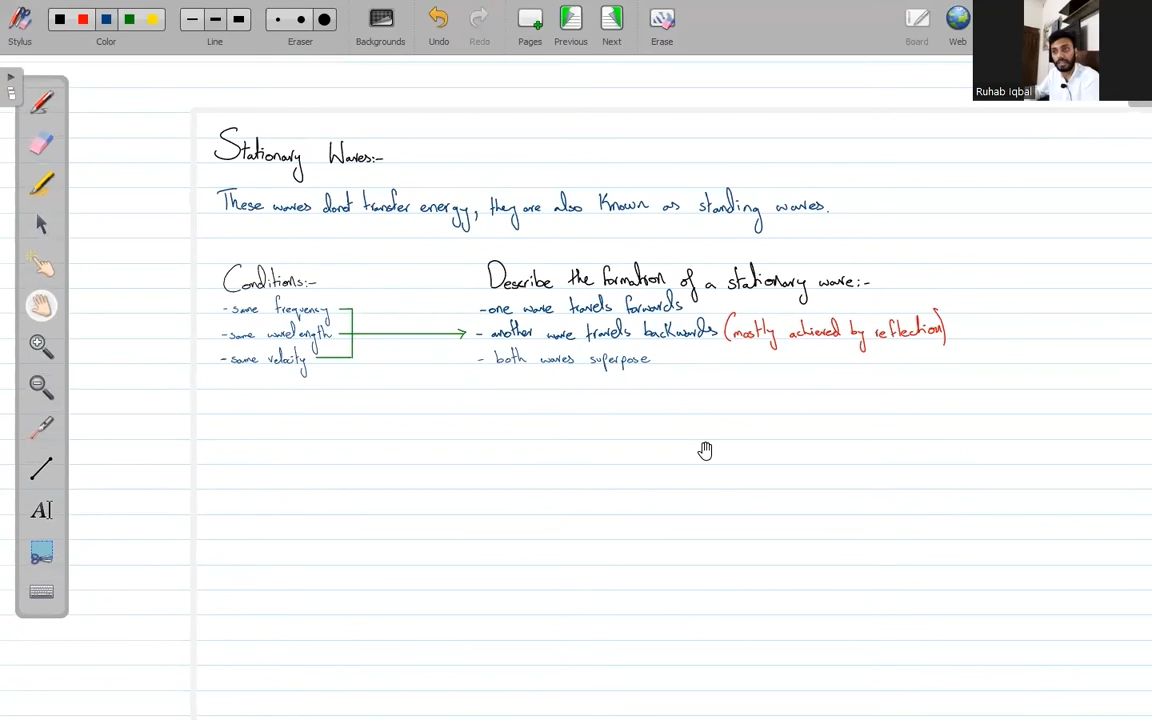 Stylus
Color
Line
Eraser
Backgrounds
Undo
Redo
Pages
Previous
Next
Erase
Board
Web
Ruhab Iqbal
Stationary Waves:-
These waves dont transfer energy, they are also known as standing waves.
Conditions:-
-same frequency
-same wavelength
-same velocity
Describe the formation of a stationary wave:-
-one wave travels forwards
- another wave travels backwards (mostly achieved by reflection)
- both waves superpose